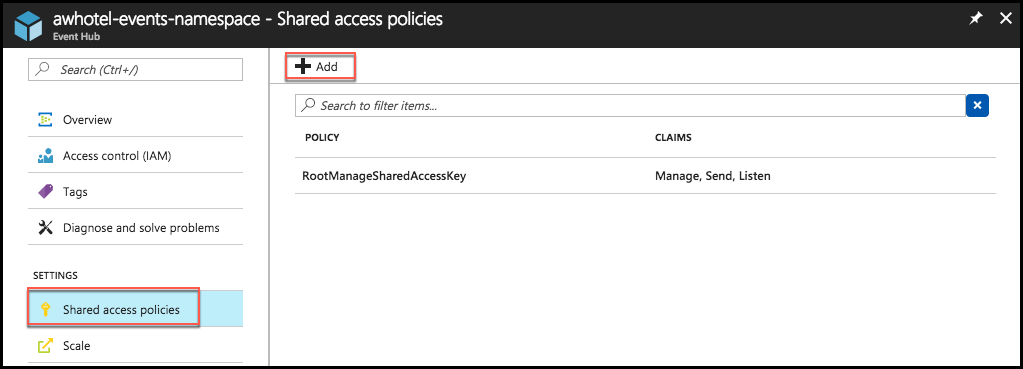 awhotel-events-namespace - Shared access policies
Event Hub
Search (Ctrl+/)
Overview
Access control (IAM)
Tags
Diagnose and solve problems
SETTINGS
Shared access policies
Scale
Add
Search to filter items...
POLICY CLAIMS
RootManageSharedAccessKey Manage, Send, Listen